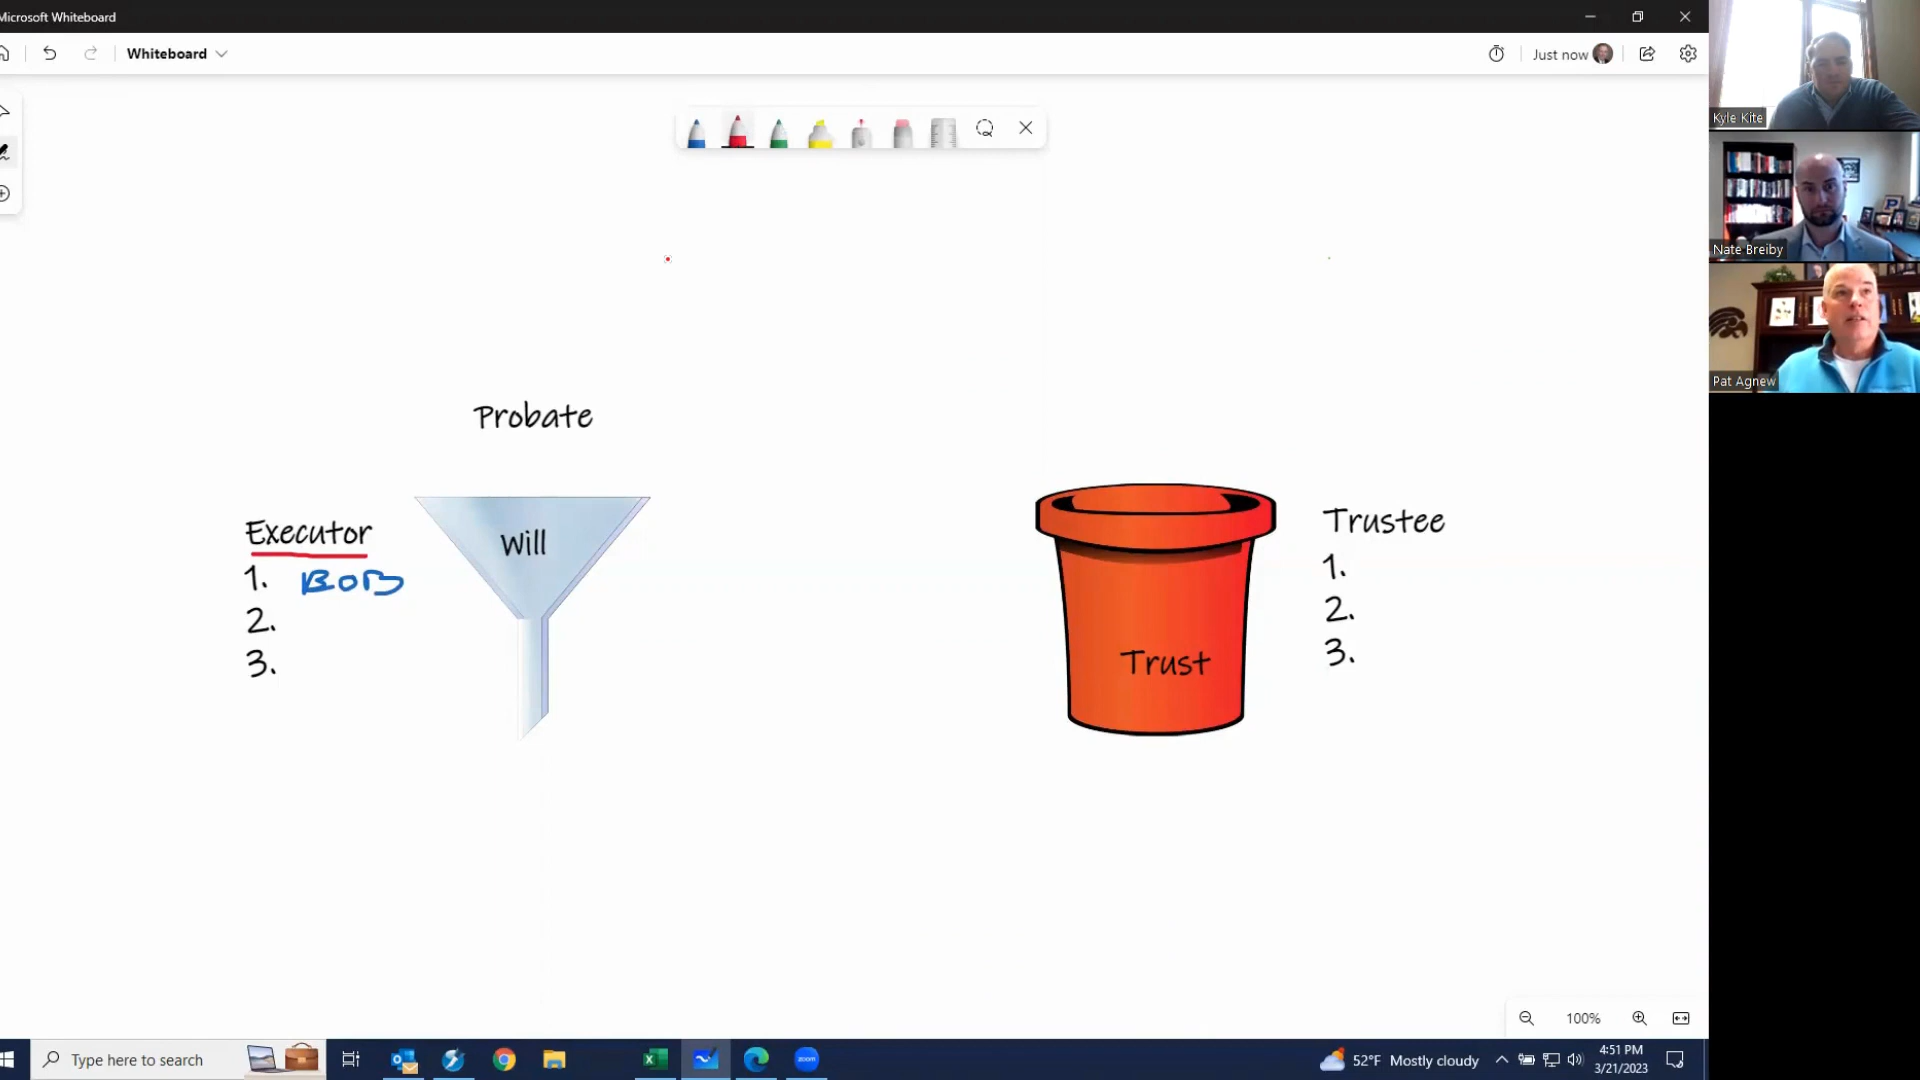 Microsoft Whiteboard
Whiteboard
Just now
Kyle Kite
Nate Breiby
Pat Agnew
Probate
Executor
Will
1. BOB
2.
3.
Trustee
1.
2.
3.
Trust
100%
Type here to search
zoom
52°F Mostly cloudy
4:51 PM
3/21/2023